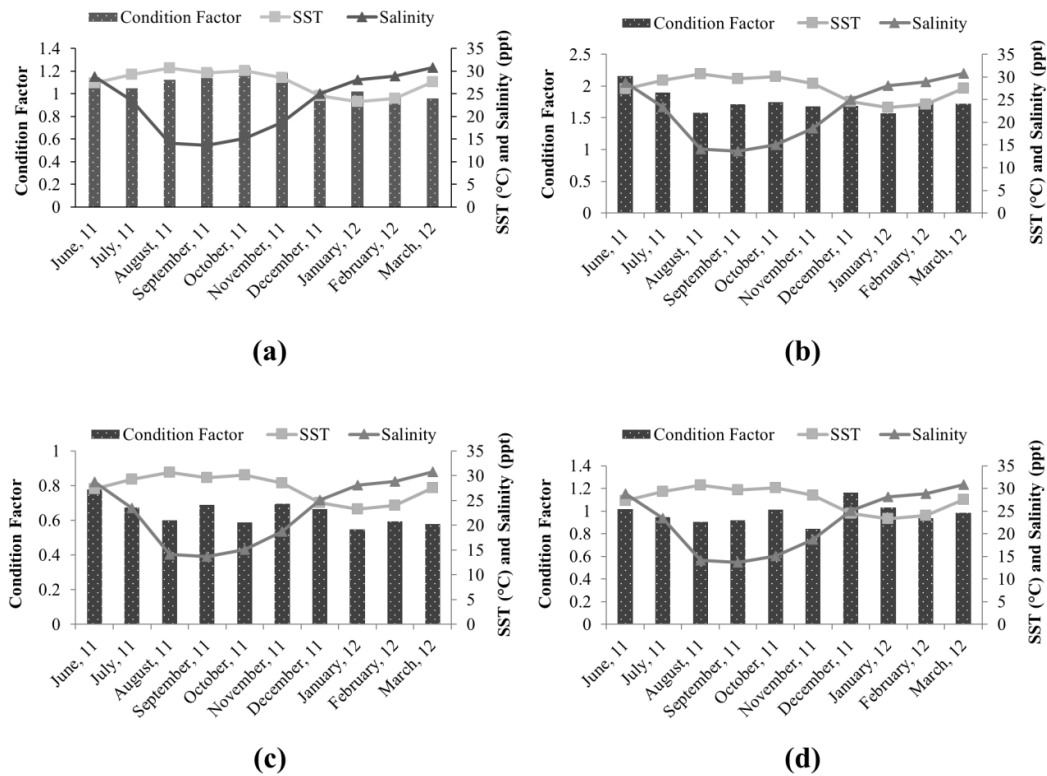 Condition Factor SST Salinity
1.4 35
1.2 30
1 25
0.8 20
0.6 15
0.4 10
0.2 5
0 0
Condition Factor
SST (°C) and Salinity (ppt)
June, 11
July, 11
August, 11
September, 11
October, 11
November, 11
December, 11
January, 12
February, 12
March, 12
(a)
Condition Factor SST Salinity
2.5 35
30
2 25
1.5 20
1 15
10
0.5 5
0 0
Condition Factor
SST (°C) and Salinity (ppt)
June, 11
July, 11
August, 11
September, 11
October, 11
November, 11
December, 11
January, 12
February, 12
March, 12
(b)
Condition Factor SST Salinity
1 35
0.8 30
25
0.6 20
0.4 15
10
0.2 5
0 0
Condition Factor
SST (°C) and Salinity (ppt)
June, 11
July, 11
August, 11
September, 11
October, 11
November, 11
December, 11
January, 12
February, 12
March, 12
(c)
Condition Factor SST Salinity
1.4 35
1.2 30
1 25
0.8 20
0.6 15
0.4 10
0.2 5
0 0
Condition Factor
SST (°C) and Salinity (ppt)
June, 11
July, 11
August, 11
September, 11
October, 11
November, 11
December, 11
January, 12
February, 12
March, 12
(d)